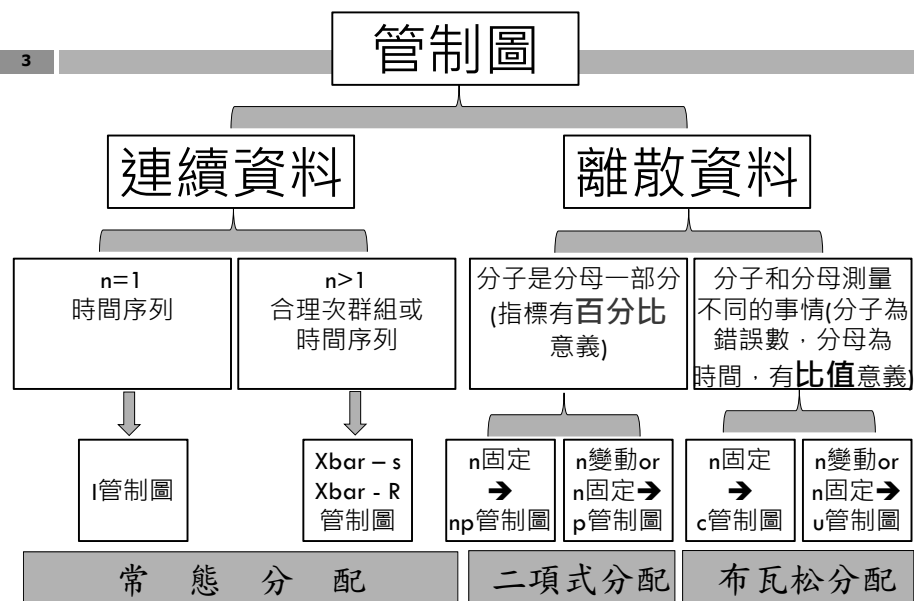 3
管制圖
連續資料
離散資料
n=1
時間序列
n>1
合理次群組或
時間序列
分子是分母一部分
(指標有百分比
意義)
分子和分母測量
不同的事情(分子為
錯誤數，分母為
時間，有比值意義)
I管制圖
Xbar – s
Xbar - R
管制圖
n固定
➔
np管制圖
n變動or
n固定➔
p管制圖
n固定
➔
c管制圖
n變動or
n固定➔
u管制圖
常態分配
二項式分配
布瓦松分配